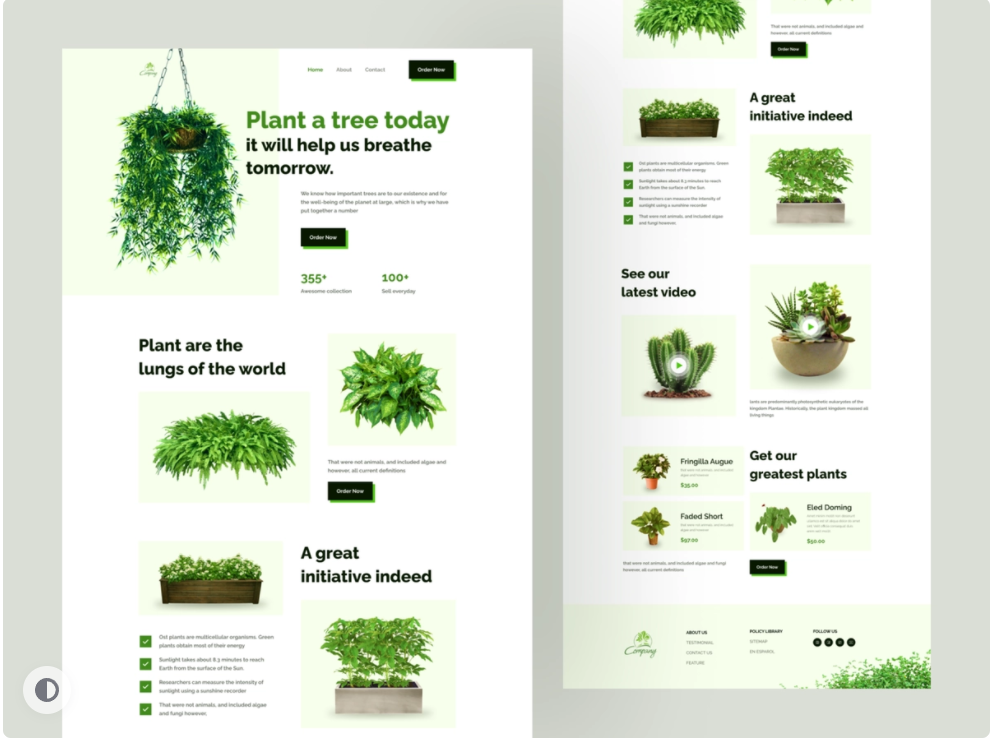 Company
Home
About
Contact
Order Now
Plant a tree today
it will help us breathe
tomorrow.
We know how important trees are to our existence and for
the well-being of the planet at large, which is why we have
put together a number
Order Now
355+
Awesome collection
100+
Sell everyday
Plant are the
lungs of the world
That were not animals, and included algae and
however, all current definitions
Order Now
A great
initiative indeed
Ost plants are multicellular organisms. Green
plants obtain most of their energy
Sunlight takes about 8.3 minutes to reach
Earth from the surface of the Sun.
Researchers can measure the intensity of
sunlight using a sunshine recorder
That were not animals, and included algae
and fungi however,
That were not animals, and included algae and
however, all current definitions
Order Now
A great
initiative indeed
Ost plants are multicellular organisms. Green
plants obtain most of their energy
Sunlight takes about 8.3 minutes to reach
Earth from the surface of the Sun.
Researchers can measure the intensity of
sunlight using a sunshine recorder
That were not animals, and included algae
and fungi however,
See our
latest video
lants are predominantly photosynthetic eukaryotes of the
kingdom Plantae. Historically, the plant kingdom
living things
Get our
greatest plants
Fringilla Augue
$35.00
Faded Short
$97.00
Eled Doming
$50.00
that were not animals, and included algae and fungi
however, all current definitions
Order Now
Company
ABOUT US
TESTIMONIAL
CONTACT US
FEATURE
POLICY LIBRARY
SITEMAP
EN ESPAÑOL
FOLLOW US